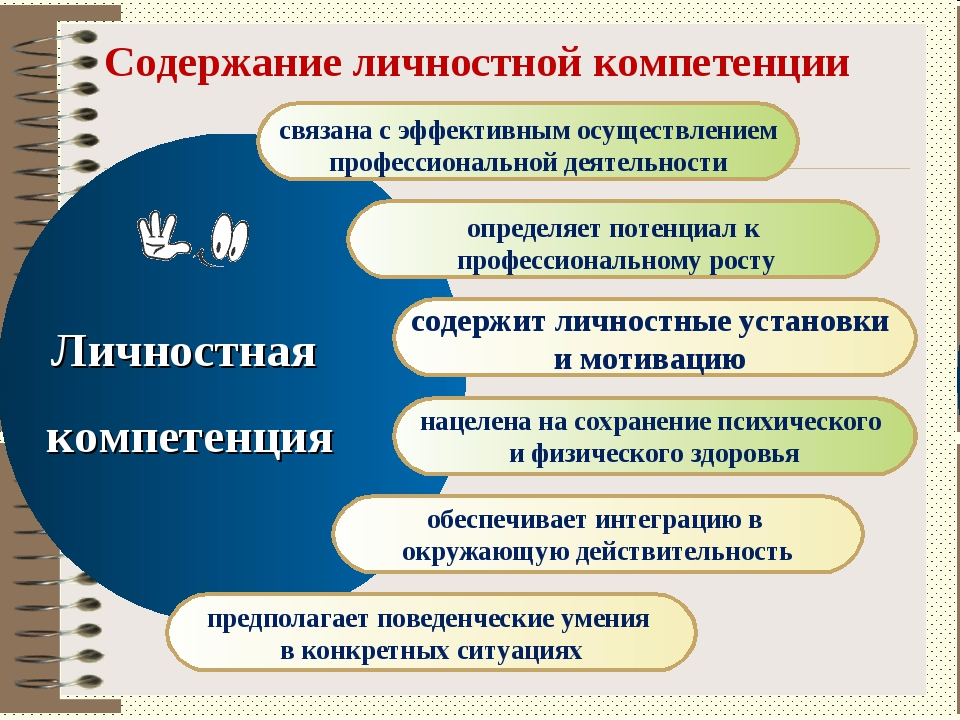 Содержание личностной компетенции
связана с эффективным осуществлением
профессиональной деятельности
определяет потенциал к
профессиональному росту
содержит личностные установки
и мотивацию
Личностная
компетенция
нацелена на сохранение психического
и физического здоровья
обеспечивает интеграцию в
окружающую действительность
предполагает поведенческие умения
в конкретных ситуациях